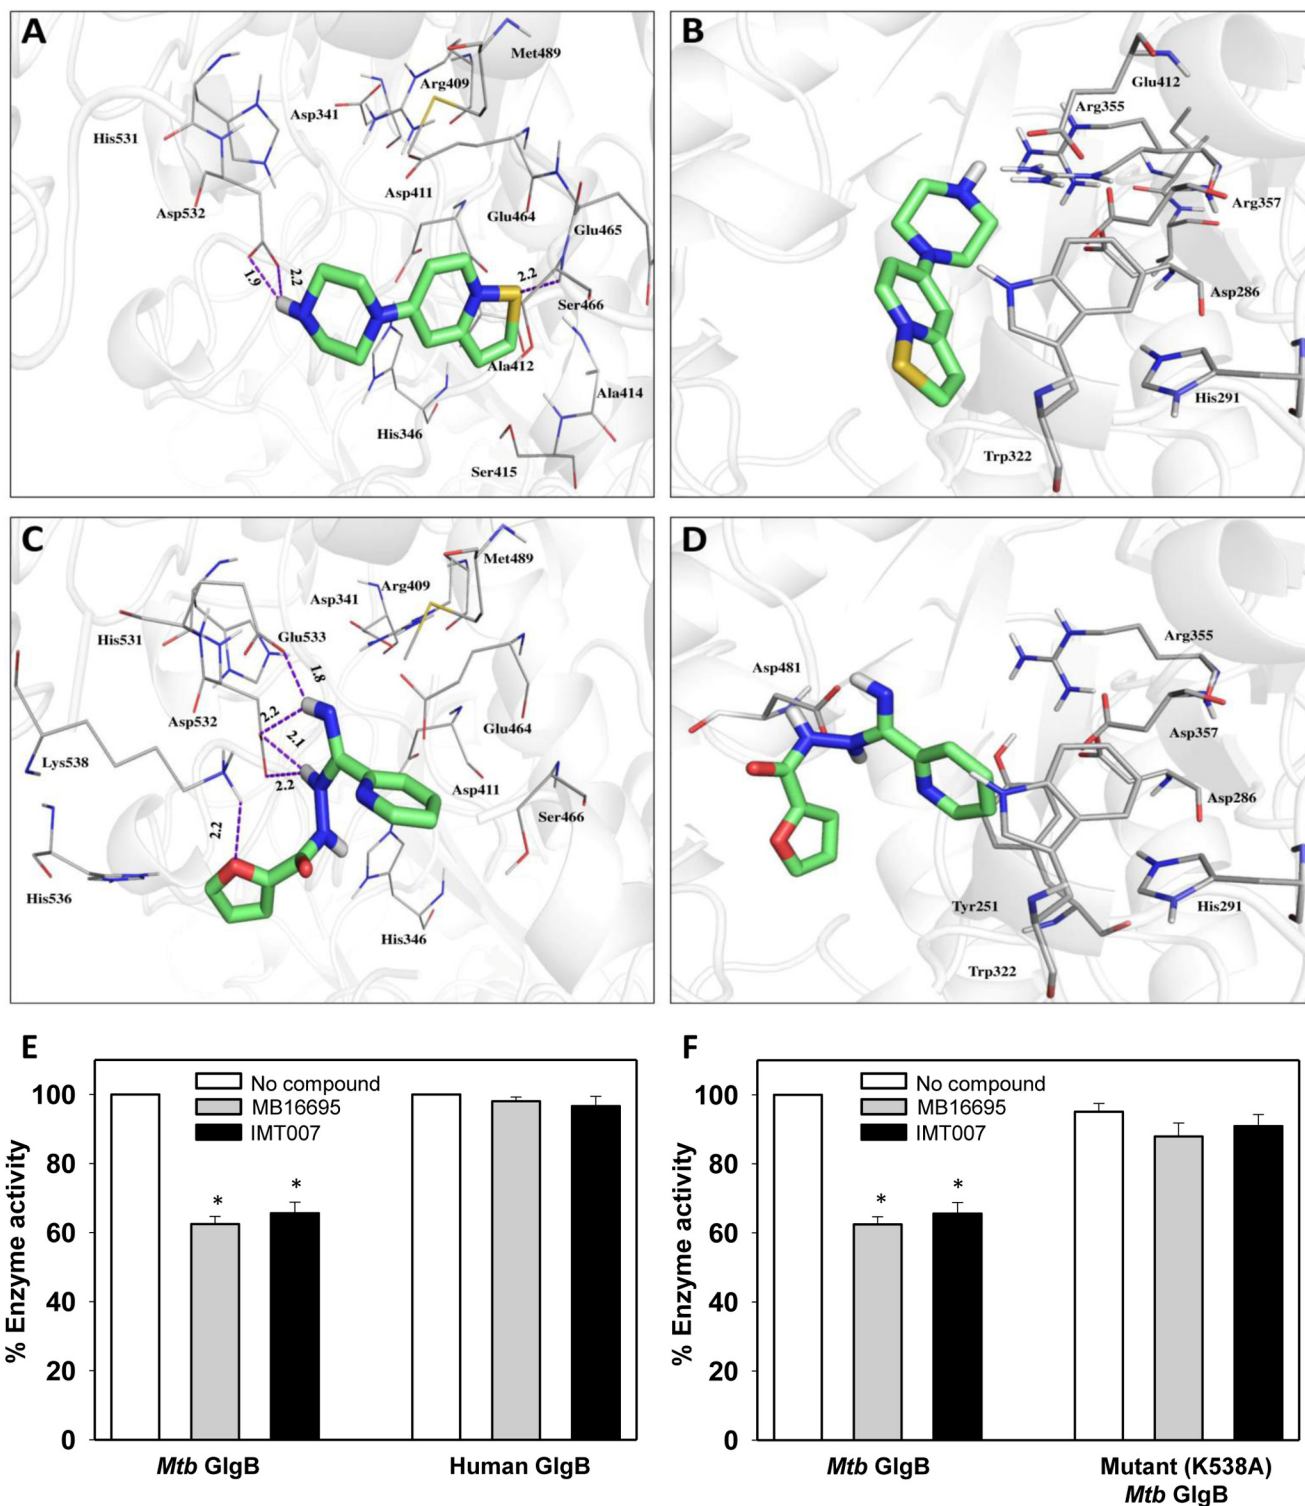 A
Met489
Arg409
Asp341
His531
Asp411
Asp532
Glu464
Glu465
1.9
2.2
2.2
Ser466
Ala412
Ala414
His346
Ser415
B
Glu412
Arg355
Arg357
Asp286
His291
Trp322
C
Met489
Arg409
Asp341
His531
Glu533
1.8
Asp532
2.2
2.1
Glu464
Lys538
2.2
Asp411
2.2
Ser466
His536
His346
D
Arg355
Asp481
Asp357
Asp286
Tyr251
His291
Trp322
E
% Enzyme activity
100
80
60
40
20
0
No compound
MB16695
IMT007
* *
Mtb GlgB Human GlgB
F
% Enzyme activity
100
80
60
40
20
0
No compound
MB16695
IMT007
* *
Mtb GlgB Mutant (K538A)
Mtb GlgB